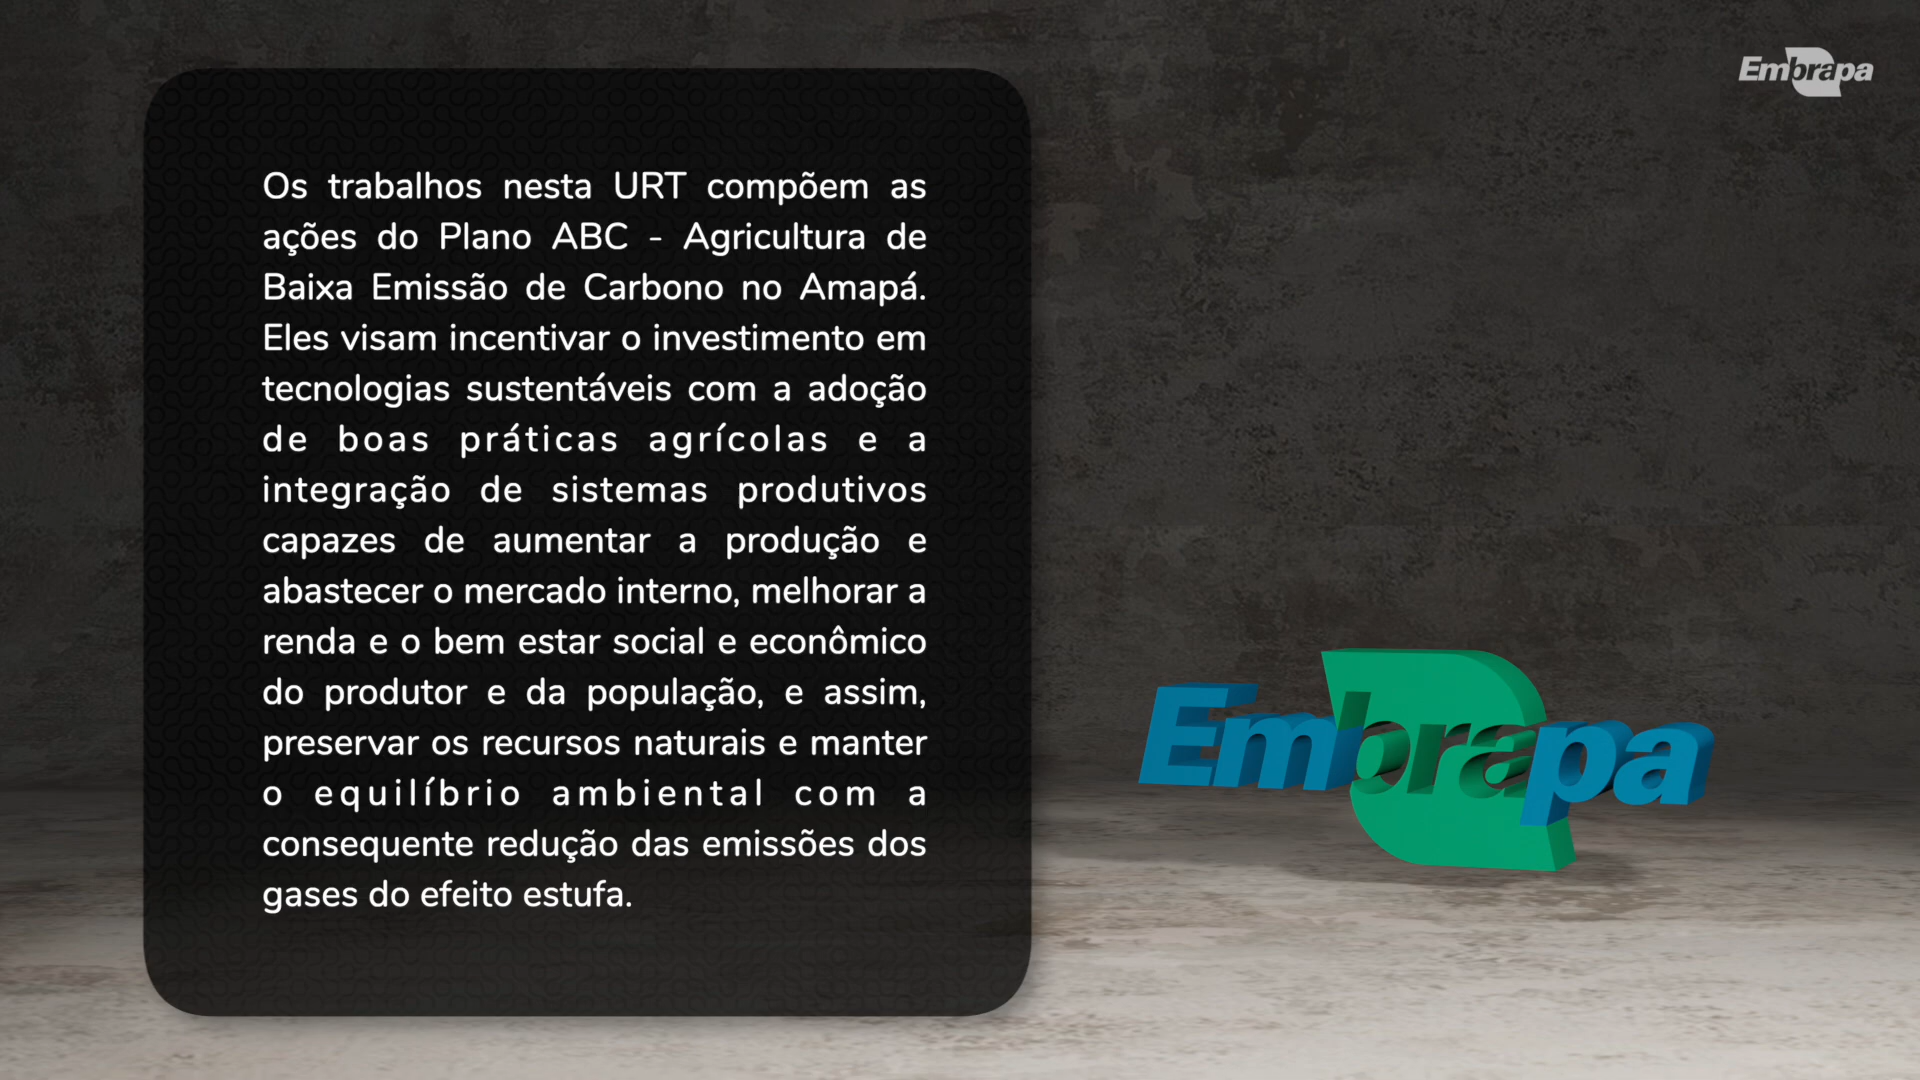 Embrapa
Os trabalhos nesta URT compõem as
ações do Plano ABC - Agricultura de
Baixa Emissão de Carbono no Amapá.
Eles visam incentivar o investimento em
tecnologias sustentáveis com a adoção
de boas práticas agrícolas e a
integração de sistemas produtivos
capazes de aumentar a produção e
abastecer o mercado interno, melhorar a
renda e o bem estar social e econômico
do produtor e da população, e assim,
preservar os recursos naturais e manter
o equilíbrio ambiental com a
consequente redução das emissões dos
gases do efeito estufa.
Embrapa